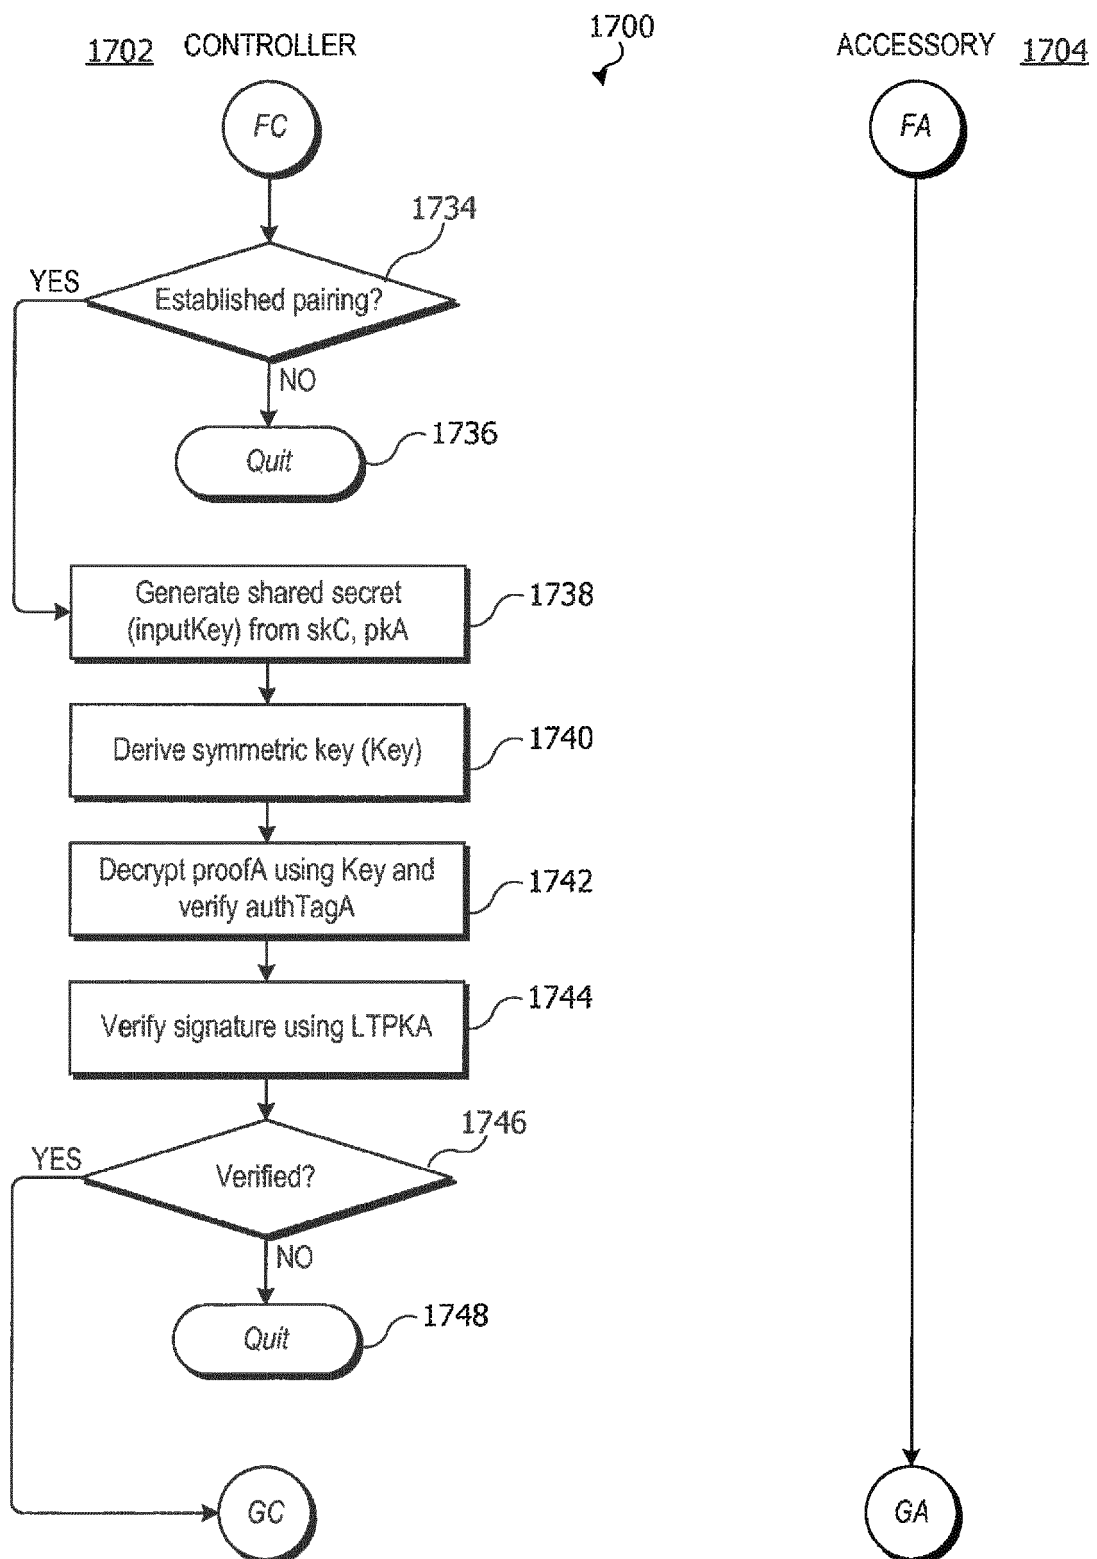 1702 CONTROLLER
1700
ACCESSORY 1704
FC
FA
1734
YES
Established pairing?
NO
1736
Quit
Generate shared secret
(inputKey) from skC, pkA
1738
Derive symmetric key (Key)
1740
Decrypt proofA using Key and
verify authTagA
1742
Verify signature using LTPKA
1744
1746
YES
Verified?
NO
1748
Quit
GC
GA